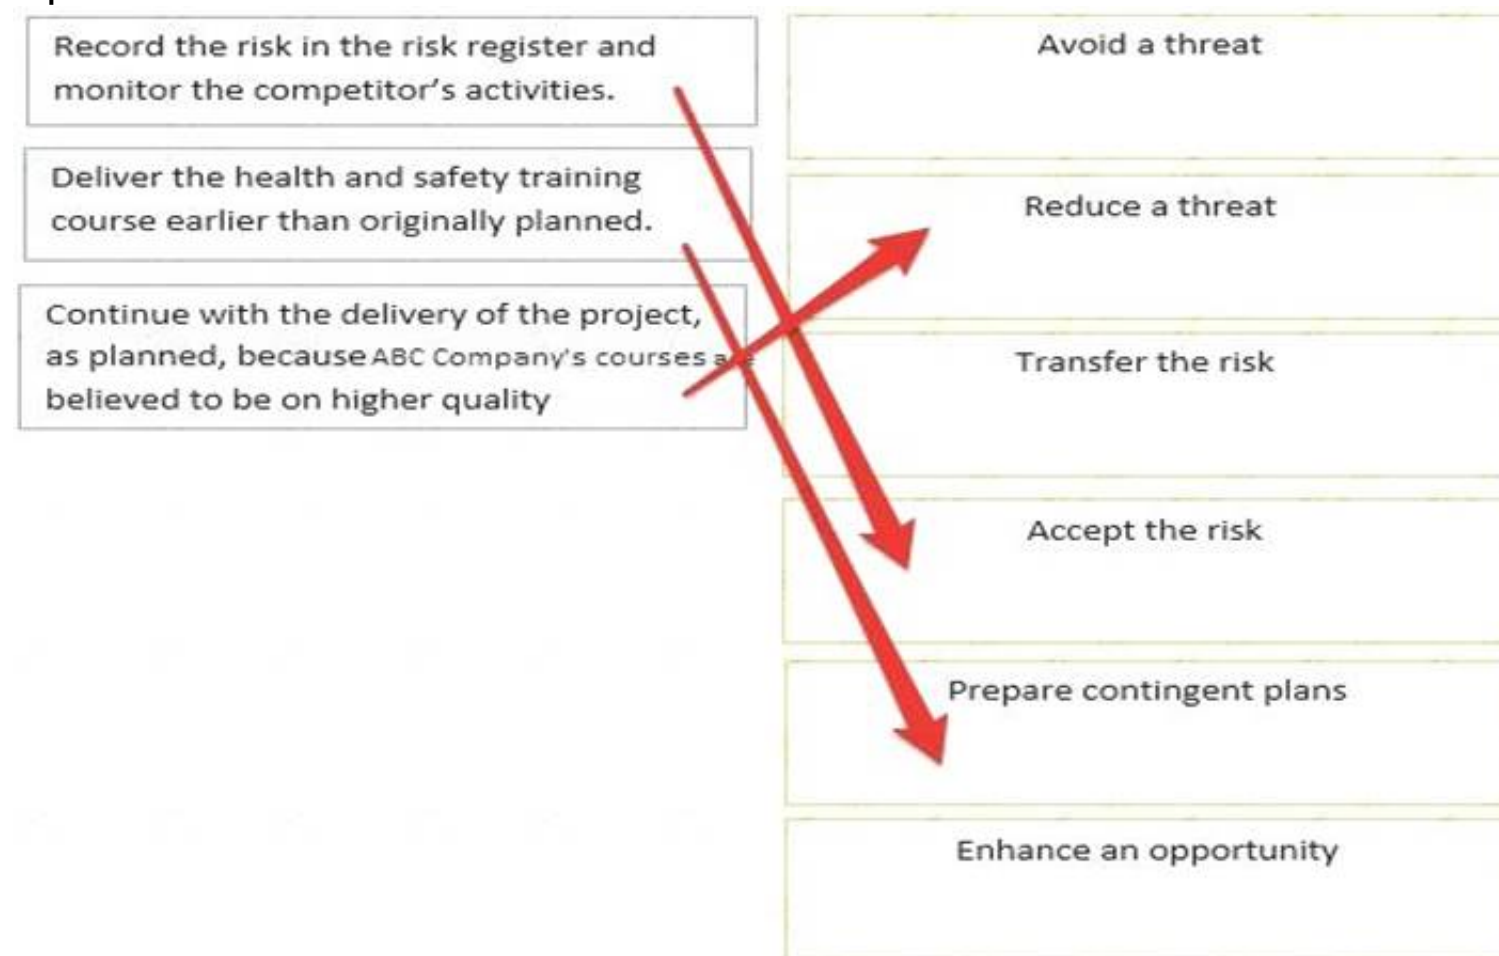 Record the risk in the risk register and
monitor the competitor's activities.
Deliver the health and safety training
course earlier than originally planned.
Continue with the delivery of the project,
as planned, because ABC Company's courses
believed to be on higher quality
Avoid a threat
Reduce a threat
Transfer the risk
Accept the risk
Prepare contingent plans
Enhance an opportunity